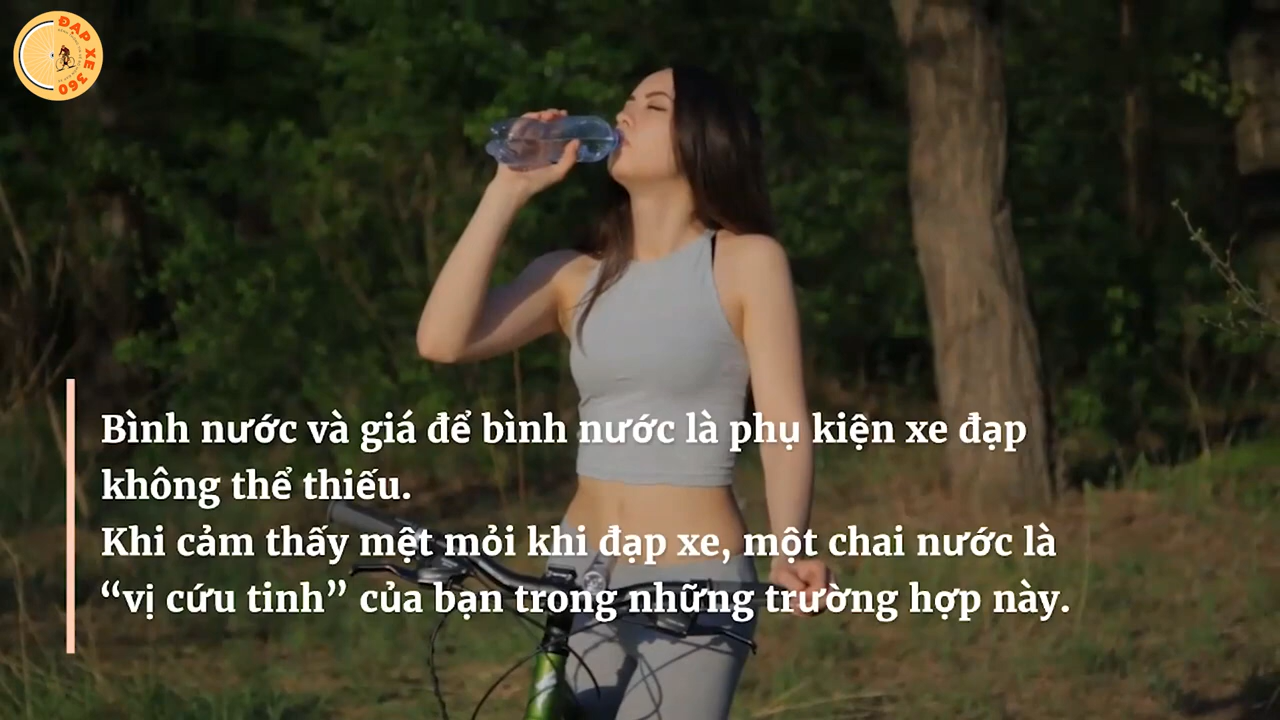 ĐẠP XE 360
Bình nước và giá để bình nước là phụ kiện xe đạp
không thể thiếu.
Khi cảm thấy mệt mỏi khi đạp xe, một chai nước là
“vị cứu tinh” của bạn trong những trường hợp này.